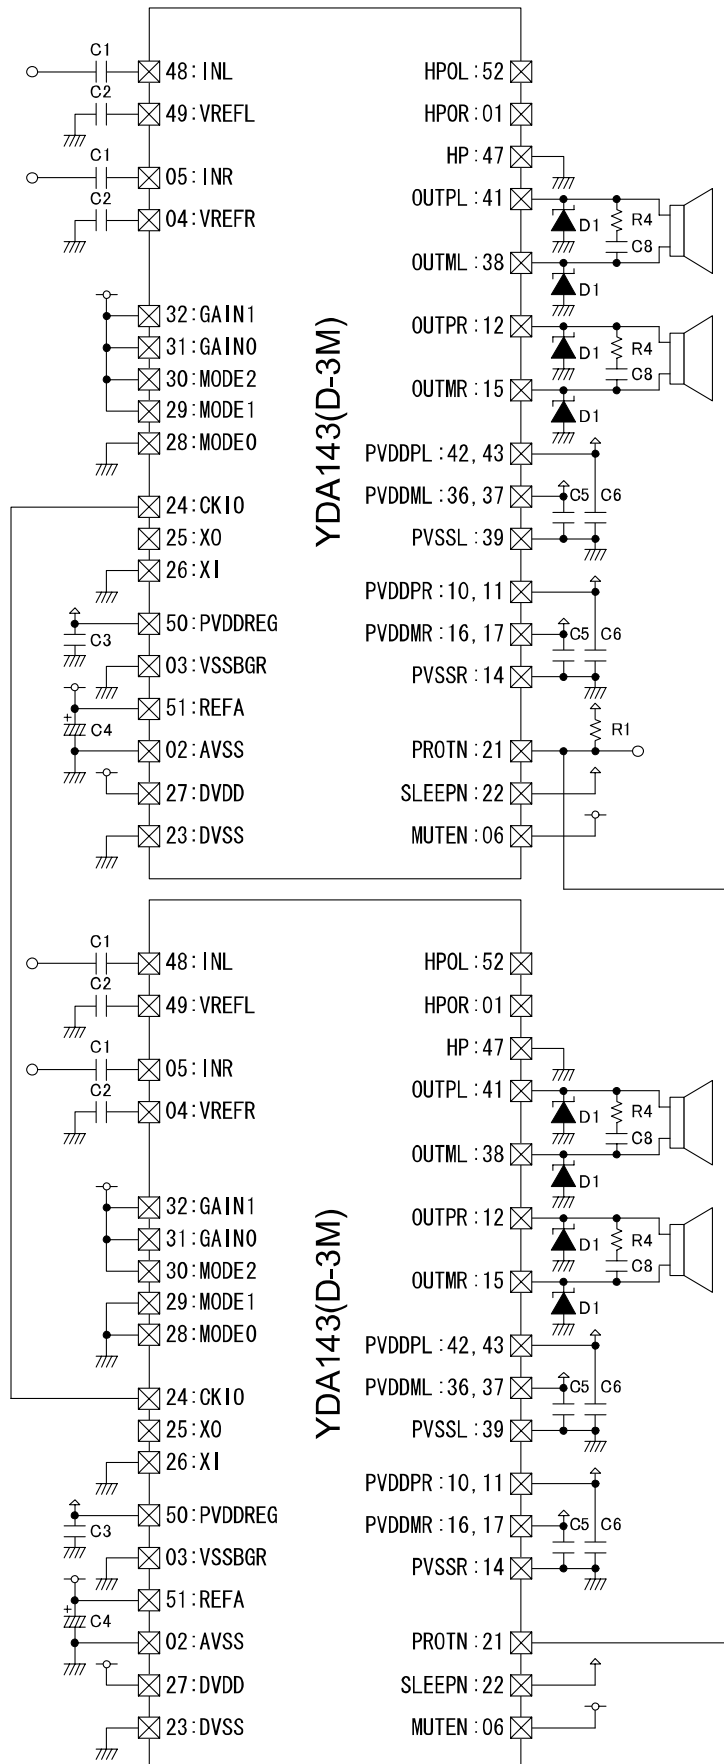 C1
48:INL
HPOL:52
C2
49:VREFL
HPOR:01
C1
HP:47
05:INR
OUTPL:41
C2
04:VREFR
D1
R4
C8
OUTML:38
D1
32:GAIN1
OUTPR:12
31:GAIN0
D1
R4
C8
30:MODE2
OUTMR:15
29:MODE1
D1
28:MODE0
YDA143(D-3M)
PVDDPL:42,43
24:CKIO
PVDDML:36,37
C5
C6
25:XO
PVSSL:39
26:XI
PVDDPR:10,11
50:PVDDREG
C3
PVDDMR:16,17
C5
C6
03:VSSBGR
PVSSR:14
51:REFA
+
C4
R1
02:AVSS
PROTN:21
27:DVDD
SLEEPN:22
23:DVSS
MUTEN:06
C1
48:INL
HPOL:52
C2
49:VREFL
HPOR:01
C1
HP:47
05:INR
OUTPL:41
C2
04:VREFR
D1
R4
C8
OUTML:38
D1
32:GAIN1
OUTPR:12
31:GAIN0
D1
R4
C8
30:MODE2
OUTMR:15
29:MODE1
D1
28:MODE0
YDA143(D-3M)
PVDDPL:42,43
24:CKIO
PVDDML:36,37
C5
C6
25:XO
PVSSL:39
26:XI
PVDDPR:10,11
50:PVDDREG
C3
PVDDMR:16,17
C5
C6
03:VSSBGR
PVSSR:14
51:REFA
+
C4
02:AVSS
PROTN:21
27:DVDD
SLEEPN:22
23:DVSS
MUTEN:06